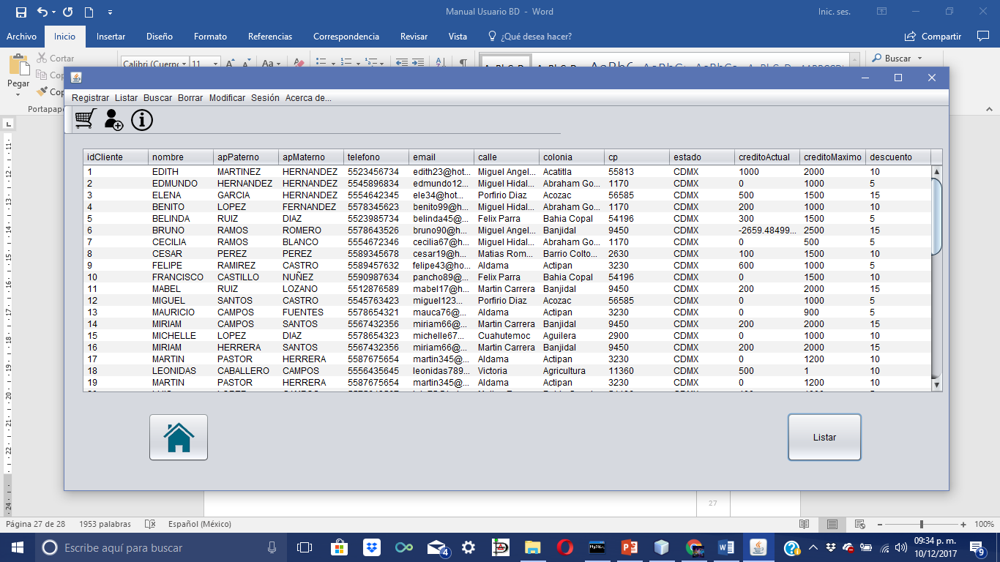 Manual Usuario BD - Word Inic. ses.
Archivo Inicio Insertar Diseño Formato Referencias Correspondencia Revisar Vista ¿Qué desea hacer? Compartir
Cortar Calibri (Cuerpo 11 Aa Buscar
Pegar
Portapap
Registrar Listar Buscar Borrar Modificar Sesión Acerca de...
idCliente nombre apPaterno apMaterno telefono email calle colonia cp estado creditoActual creditoMaximo descuento
1 EDITH MARTINEZ HERNANDEZ 5523456734 edith23@hot... Miguel Angel... Acatitla 55813 CDMX 1000 2000 10
2 EDMUNDO HERNANDEZ HERNANDEZ 5545896834 edmundo12... Miguel Hidal... Abraham Go... 1170 CDMX 0 1000 5
3 ELENA GARCIA HERNANDEZ 5554642345 ele34@hot... Porfirio Diaz Acozac 56585 CDMX 500 1500 15
4 BENITO LOPEZ FERNANDEZ 5578345623 benito99@h... Miguel Hidal... Abraham Go... 1170 CDMX 200 1000 10
5 BELINDA RUIZ DIAZ 5523985734 belinda45@... Felix Parra Bahia Copal 54196 CDMX 300 1500 5
6 BRUNO RAMOS ROMERO 5578643526 bruno90@h... Miguel Angel... Banjidal 9450 CDMX -2659.48499... 2500 15
7 CECILIA RAMOS BLANCO 5554672346 cecilia67@h... Miguel Hidal... Abraham Go... 1170 CDMX 0 500 5
8 CESAR PEREZ PEREZ 5589345678 cesar19@h... Matias Rom... Barrio Colto... 2630 CDMX 100 1500 10
9 FELIPE RAMIREZ CASTRO 5589457632 felipe43@ho... Aldama Actipan 3230 CDMX 600 1000 5
10 FRANCISCO CASTILLO NUÑEZ 5590987634 pancho89@... Felix Parra Bahia Copal 54196 CDMX 0 1500 10
11 MABEL RUIZ LOZANO 5512876589 mabel17@h... Martin Carrera Banjidal 9450 CDMX 200 2000 15
12 MIGUEL SANTOS CASTRO 5545763423 miguel123... Porfirio Diaz Acozac 56585 CDMX 0 1000 5
13 MAURICIO CAMPOS FUENTES 5578654321 mauca76@... Aldama Actipan 3230 CDMX 0 900 5
14 MIRIAM CAMPOS SANTOS 5567432356 miriam66@... Martin Carrera Banjidal 9450 CDMX 200 2000 15
15 MICHELLE LOPEZ DIAZ 5578654323 michelle67... Cuahutemoc Aguilera 2900 CDMX 0 1000 10
16 MIRIAM HERRERA SANTOS 5567432356 miriam66@... Martin Carrera Banjidal 9450 CDMX 200 2000 15
17 MARTIN PASTOR HERRERA 5587675654 martin345@... Aldama Actipan 3230 CDMX 0 1200 10
18 LEONIDAS CABALLERO CAMPOS 5556435645 leonidas789... Victoria Agricultura 11360 CDMX 500 1 10
19 MARTIN PASTOR HERRERA 5587675654 martin345@... Aldama Actipan 3230 CDMX 0 1200 10
Listar
27
Página 27 de 28 1953 palabras Español (México) 100%
Escribe aquí para buscar 4 09:34 p. m.
10/12/2017 9